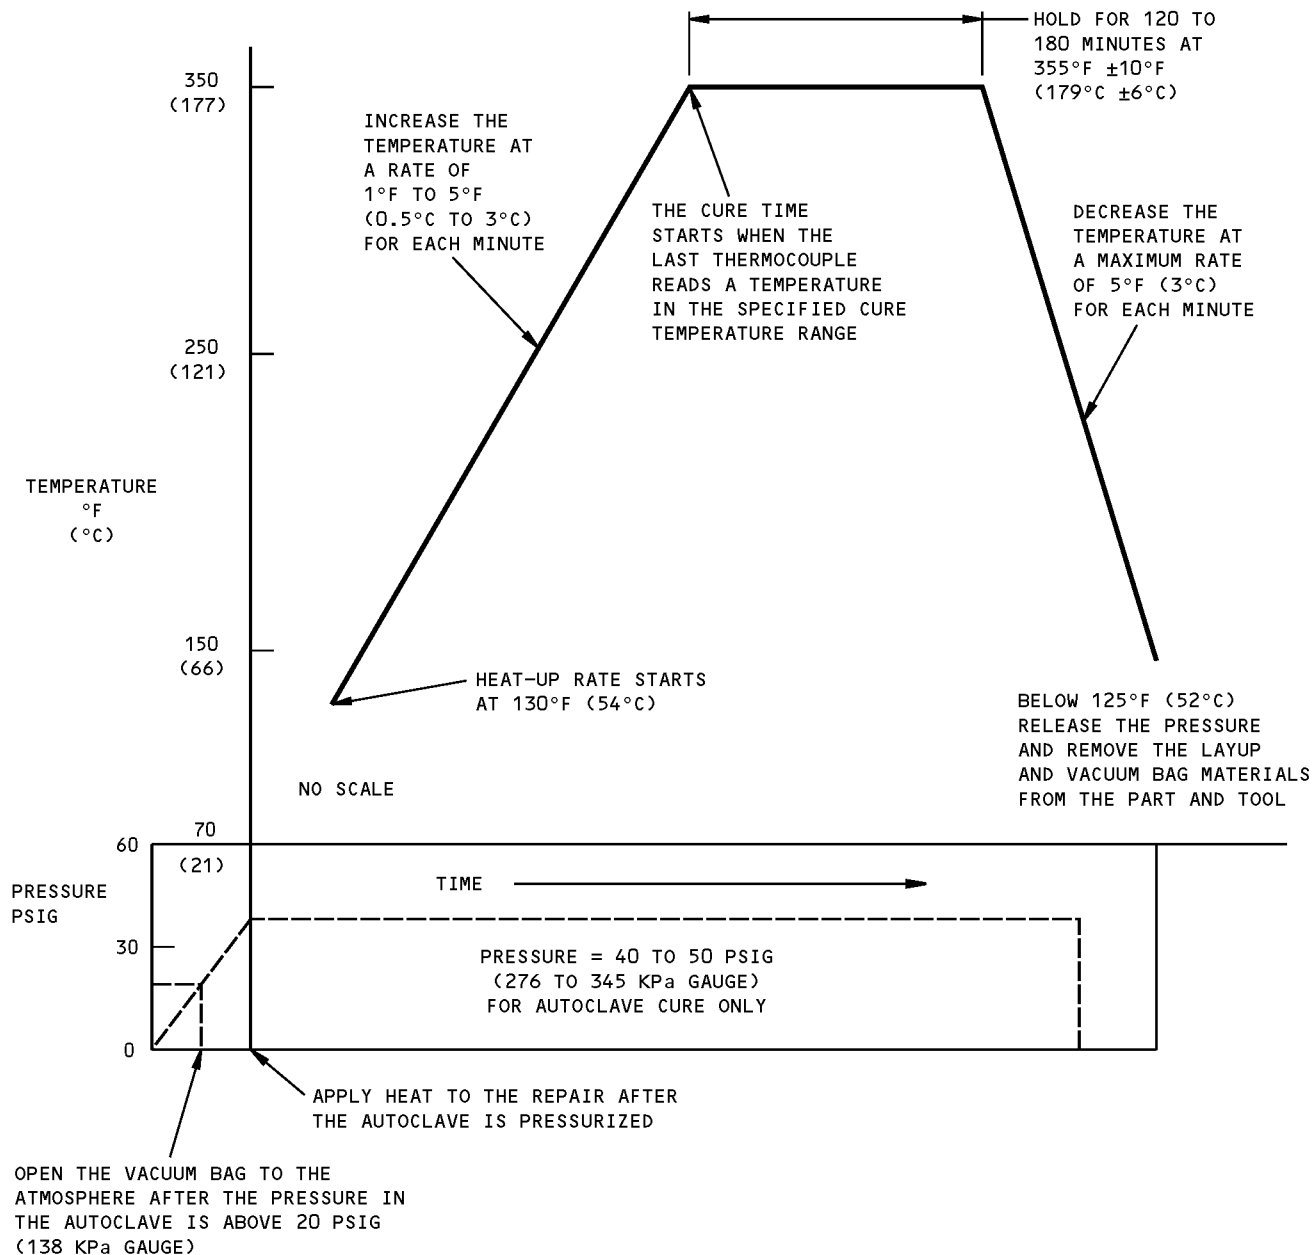 HOLD FOR 120 TO
180 MINUTES AT
355°F ±10°F
(179°C ±6°C)
350
(177)
INCREASE THE
TEMPERATURE AT
A RATE OF
1°F TO 5°F
(0.5°C TO 3°C)
FOR EACH MINUTE
THE CURE TIME
STARTS WHEN THE
LAST THERMOCOUPLE
READS A TEMPERATURE
IN THE SPECIFIED CURE
TEMPERATURE RANGE
DECREASE THE
TEMPERATURE AT
A MAXIMUM RATE
OF 5°F (3°C)
FOR EACH MINUTE
250
(121)
TEMPERATURE
°F
(°C)
150
(66)
HEAT-UP RATE STARTS
AT 130°F (54°C)
BELOW 125°F (52°C)
RELEASE THE PRESSURE
AND REMOVE THE LAYUP
AND VACUUM BAG MATERIALS
FROM THE PART AND TOOL
NO SCALE
70
(21)
60
PRESSURE
PSIG
TIME
30
PRESSURE = 40 TO 50 PSIG
(276 TO 345 KPa GAUGE)
FOR AUTOCLAVE CURE ONLY
0
APPLY HEAT TO THE REPAIR AFTER
THE AUTOCLAVE IS PRESSURIZED
OPEN THE VACUUM BAG TO THE
ATMOSPHERE AFTER THE PRESSURE IN
THE AUTOCLAVE IS ABOVE 20 PSIG
(138 KPa GAUGE)